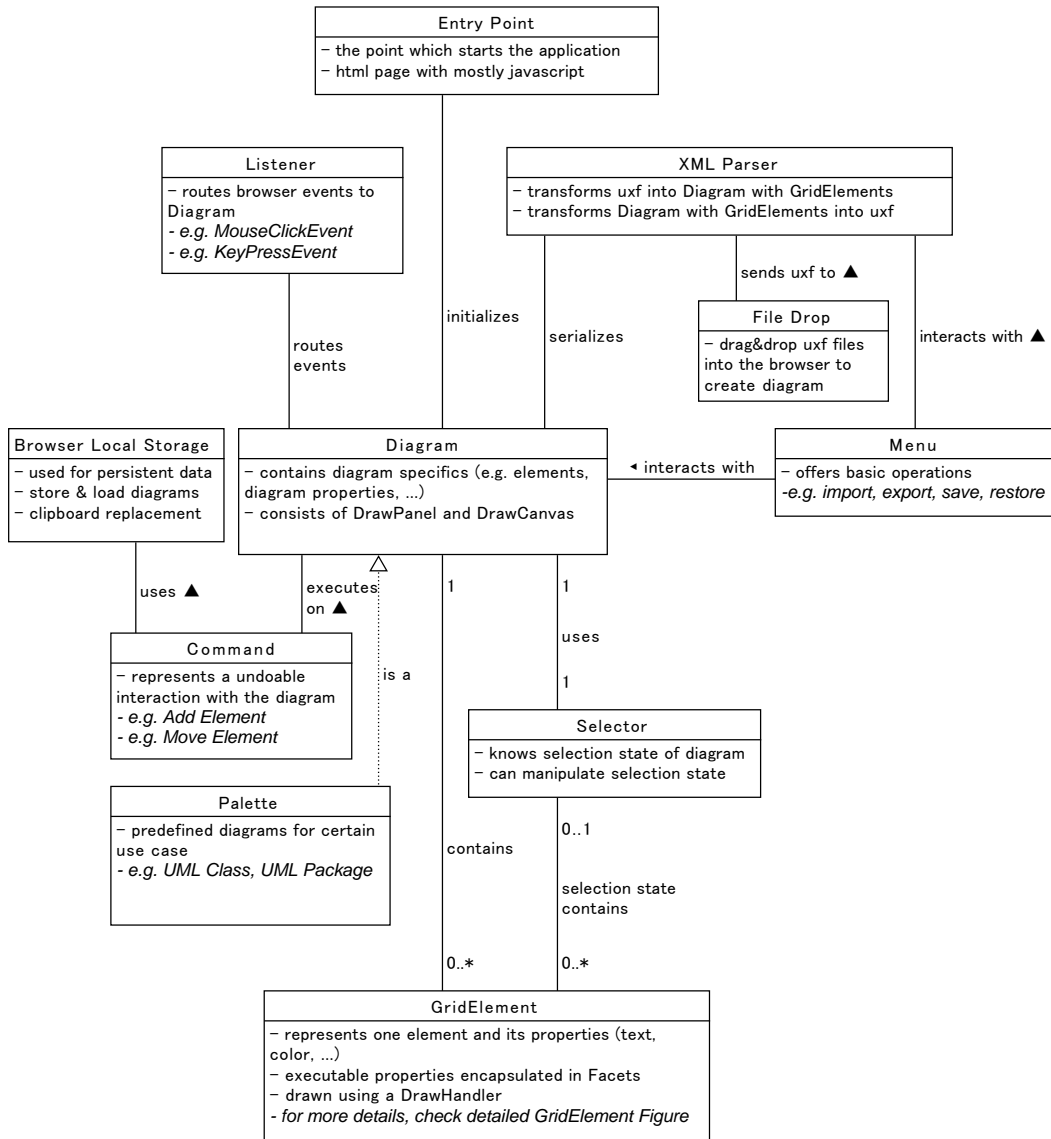 Entry Point
- the point which starts the application
- html page with mostly javascript
Listener
- routes browser events to
Diagram
- e.g. MouseClickEvent
- e.g. KeyPressEvent
XML Parser
- transforms uxf into Diagram with GridElements
- transforms Diagram with GridElements into uxf
sends uxf to ▲
initializes
serializes
File Drop
- drag&drop uxf files
into the browser to
create diagram
interacts with ▲
routes
events
Browser Local Storage
- used for persistent data
- store & load diagrams
- clipboard replacement
Diagram
- contains diagram specifics (e.g. elements,
diagram properties, ...)
- consists of DrawPanel and DrawCanvas
◂ interacts with
Menu
- offers basic operations
-e.g. import, export, save, restore
uses ▲
executes
on ▲
1
1
uses
1
Command
- represents a undoable
interaction with the diagram
- e.g. Add Element
- e.g. Move Element
is a
Selector
- knows selection state of diagram
- can manipulate selection state
Palette
- predefined diagrams for certain
use case
- e.g. UML Class, UML Package
contains
0..1
selection state
contains
0..*
0..*
GridElement
- represents one element and its properties (text,
color, ...)
- executable properties encapsulated in Facets
- drawn using a DrawHandler
- for more details, check detailed GridElement Figure